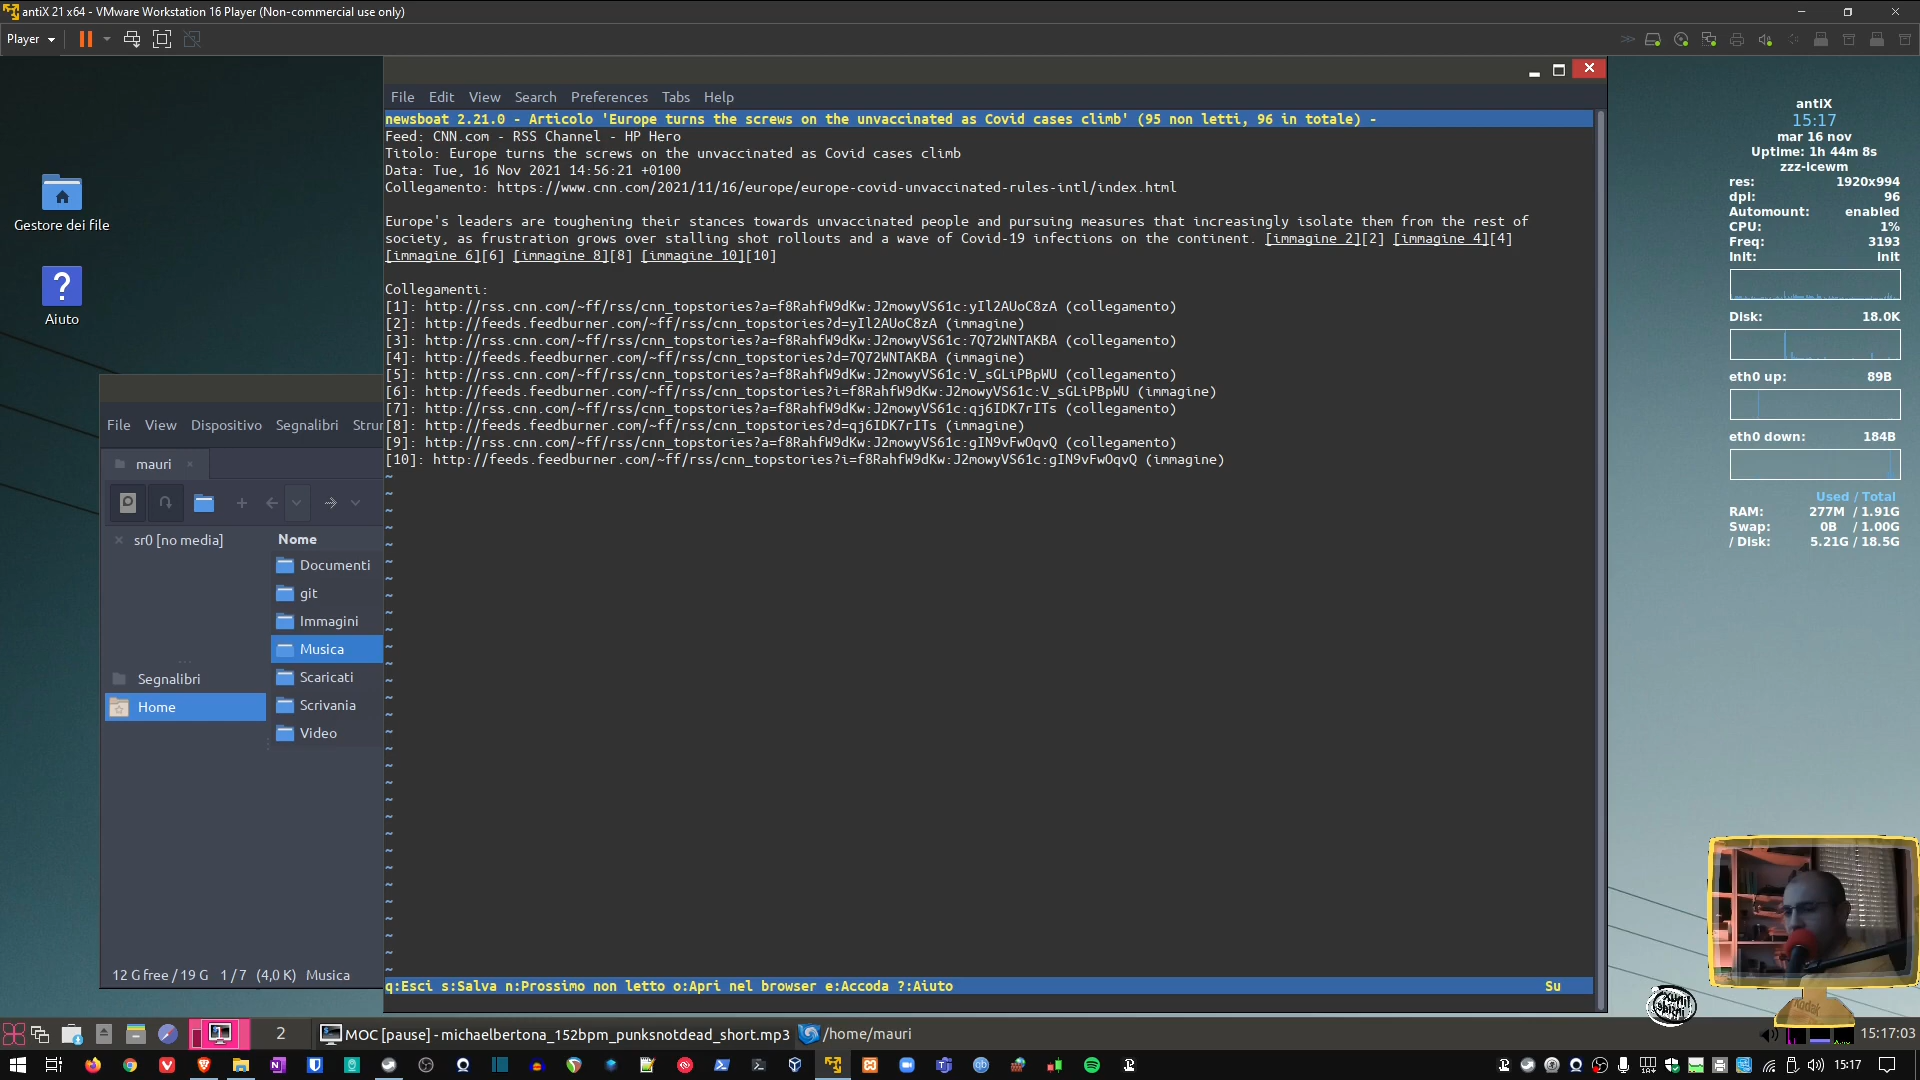 antiX 21 x64 - VMware Workstation 16 Player (Non-commercial use only)
Player
File Edit View Search Preferences Tabs Help
newsboat 2.21.0 - Articolo 'Europe turns the screws on the unvaccinated as Covid cases climb' (95 non letti, 96 in totale) -
Feed: CNN.com - RSS Channel - HP Hero
Titolo: Europe turns the screws on the unvaccinated as Covid cases climb
Data: Tue, 16 Nov 2021 14:56:21 +0100
Collegamento: https://www.cnn.com/2021/11/16/europe/europe-covid-unvaccinated-rules-intl/index.html
Europe's leaders are toughening their stances towards unvaccinated people and pursuing measures that increasingly isolate them from the rest of
society, as frustration grows over stalling shot rollouts and a wave of Covid-19 infections on the continent. [immagine 2][2] [immagine 4][4]
[immagine 6][6] [immagine 8][8] [immagine 10][10]
Collegamenti:
[1]: http://rss.cnn.com/~ff/rss/cnn_topstories?a=f8RahfW9dKw:J2mowyVS61c:yIl2AUoC8zA (collegamento)
[2]: http://feeds.feedburner.com/~ff/rss/cnn_topstories?d=yIl2AUoC8zA (immagine)
[3]: http://rss.cnn.com/~ff/rss/cnn_topstories?a=f8RahfW9dKw:J2mowyVS61c:7Q72WNTAKBA (collegamento)
[4]: http://feeds.feedburner.com/~ff/rss/cnn_topstories?d=7Q72WNTAKBA (immagine)
[5]: http://rss.cnn.com/~ff/rss/cnn_topstories?a=f8RahfW9dKw:J2mowyVS61c:V_sGLiPBpWU (collegamento)
[6]: http://feeds.feedburner.com/~ff/rss/cnn_topstories?i=f8RahfW9dKw:J2mowyVS61c:V_sGLiPBpWU (immagine)
[7]: http://rss.cnn.com/~ff/rss/cnn_topstories?a=f8RahfW9dKw:J2mowyVS61c:qj6IDK7rITs (collegamento)
[8]: http://feeds.feedburner.com/~ff/rss/cnn_topstories?d=qj6IDK7rITs (immagine)
[9]: http://rss.cnn.com/~ff/rss/cnn_topstories?a=f8RahfW9dKw:J2mowyVS61c:gIN9vFwOqvQ (collegamento)
[10]: http://feeds.feedburner.com/~ff/rss/cnn_topstories?i=f8RahfW9dKw:J2mowyVS61c:gIN9vFwOqvQ (immagine)
q:Esci s:Salva n:Prossimo non letto o:Apri nel browser e:Accoda ?:Aiuto Su
Gestore dei file
?
Aiuto
File View Dispositivo Segnalibri Strur
mauri
sr0 [no media]
Segnalibri
Home
Nome
Documenti
git
Immagini
Musica
Scaricati
Scrivania
Video
12 G free / 19 G 1 / 7 (4,0 K) Musica
antiX
15:17
mar 16 nov
Uptime: 1h 44m 8s
zzz-icewm
res: 1920x994
dpi: 96
Automount: enabled
CPU: 1%
Freq: 3193
Init: init
Disk: 18.0K
eth0 up: 89B
eth0 down: 184B
Used / Total
RAM: 277M / 1.91G
Swap: 0B / 1.00G
/ Disk: 5.21G / 18.5G
Kodak
1 2 MOC [pause] - michaelbertona_152bpm_punksnotdead_short.mp3 /home/mauri 15:17:03
15:17